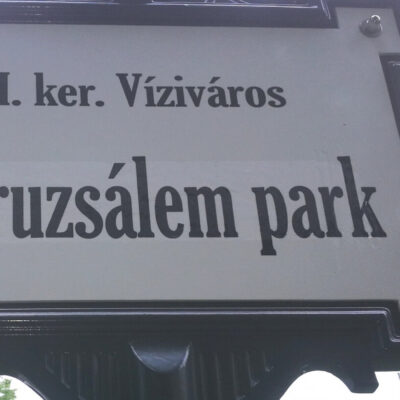 I. ker. Víziváros
ruzsálem park